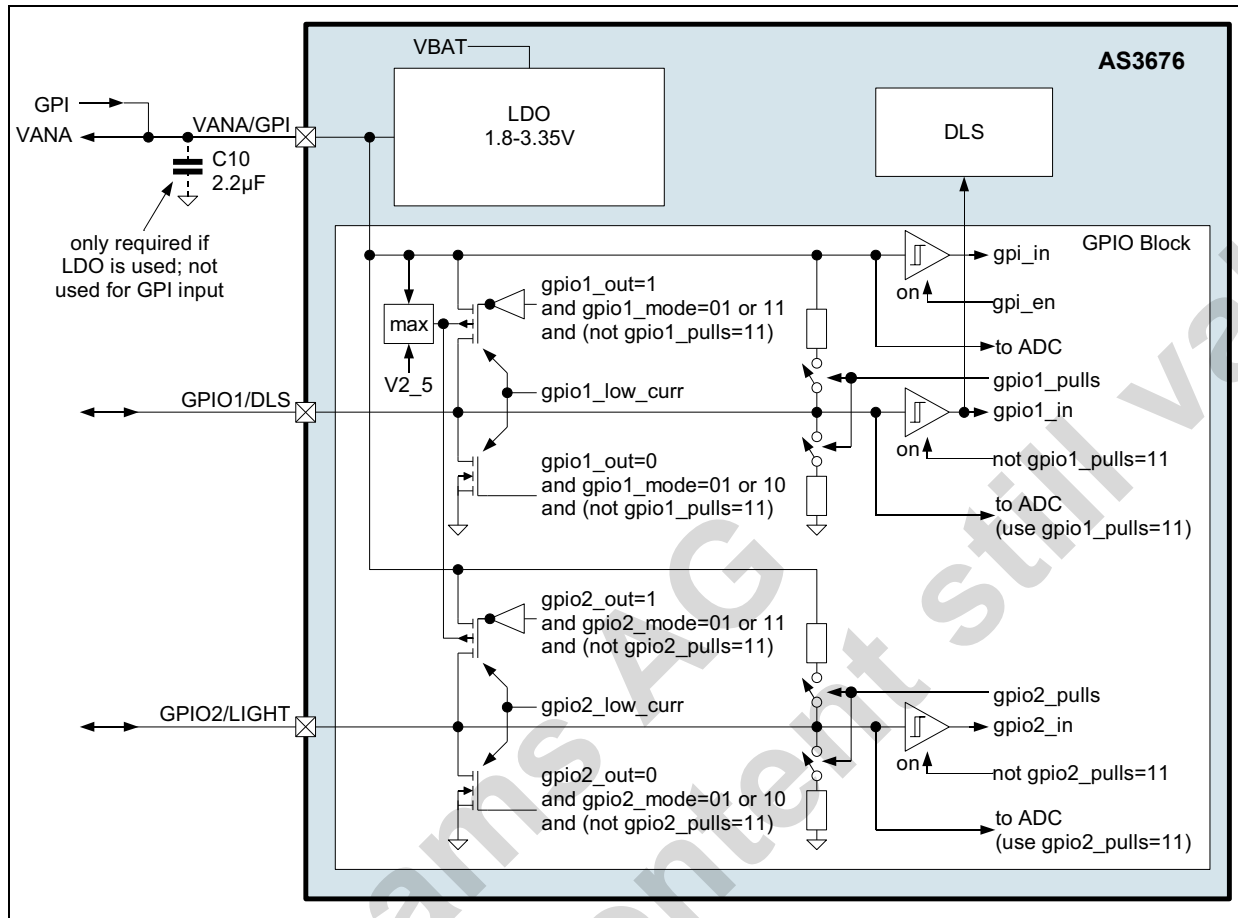 VBAT
AS3676
GPI
VANA
VANA/GPI
LDO
1.8-3.35V
DLS
C10
2.2µF
only required if
LDO is used; not
used for GPI input
GPIO Block
gpi_in
on
gpi_en
gpio1_out=1
and gpio1_mode=01 or 11
and (not gpio1_pulls=11)
max
V2_5
to ADC
gpio1_pulls
GPIO1/DLS
gpio1_low_curr
gpio1_in
gpio1_out=0
and gpio1_mode=01 or 10
and (not gpio1_pulls=11)
on
not gpio1_pulls=11
to ADC
(use gpio1_pulls=11)
gpio2_out=1
and gpio2_mode=01 or 11
and (not gpio2_pulls=11)
gpio2_pulls
GPIO2/LIGHT
gpio2_low_curr
gpio2_in
gpio2_out=0
and gpio2_mode=01 or 10
and (not gpio2_pulls=11)
on
not gpio2_pulls=11
to ADC
(use gpio2_pulls=11)
ams AG
still